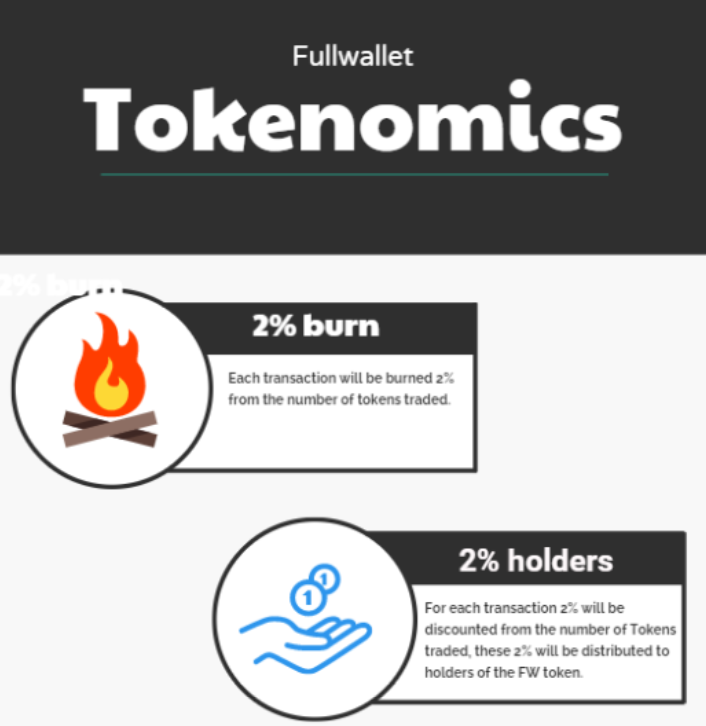 Fullwallet
Tokenomics
2% burn
2% burn
Each transaction will be burned 2%
from the number of tokens traded.
1
1
2% holders
For each transaction 2% will be
discounted from the number of Tokens
traded, these 2% will be distributed to
holders of the FW token.